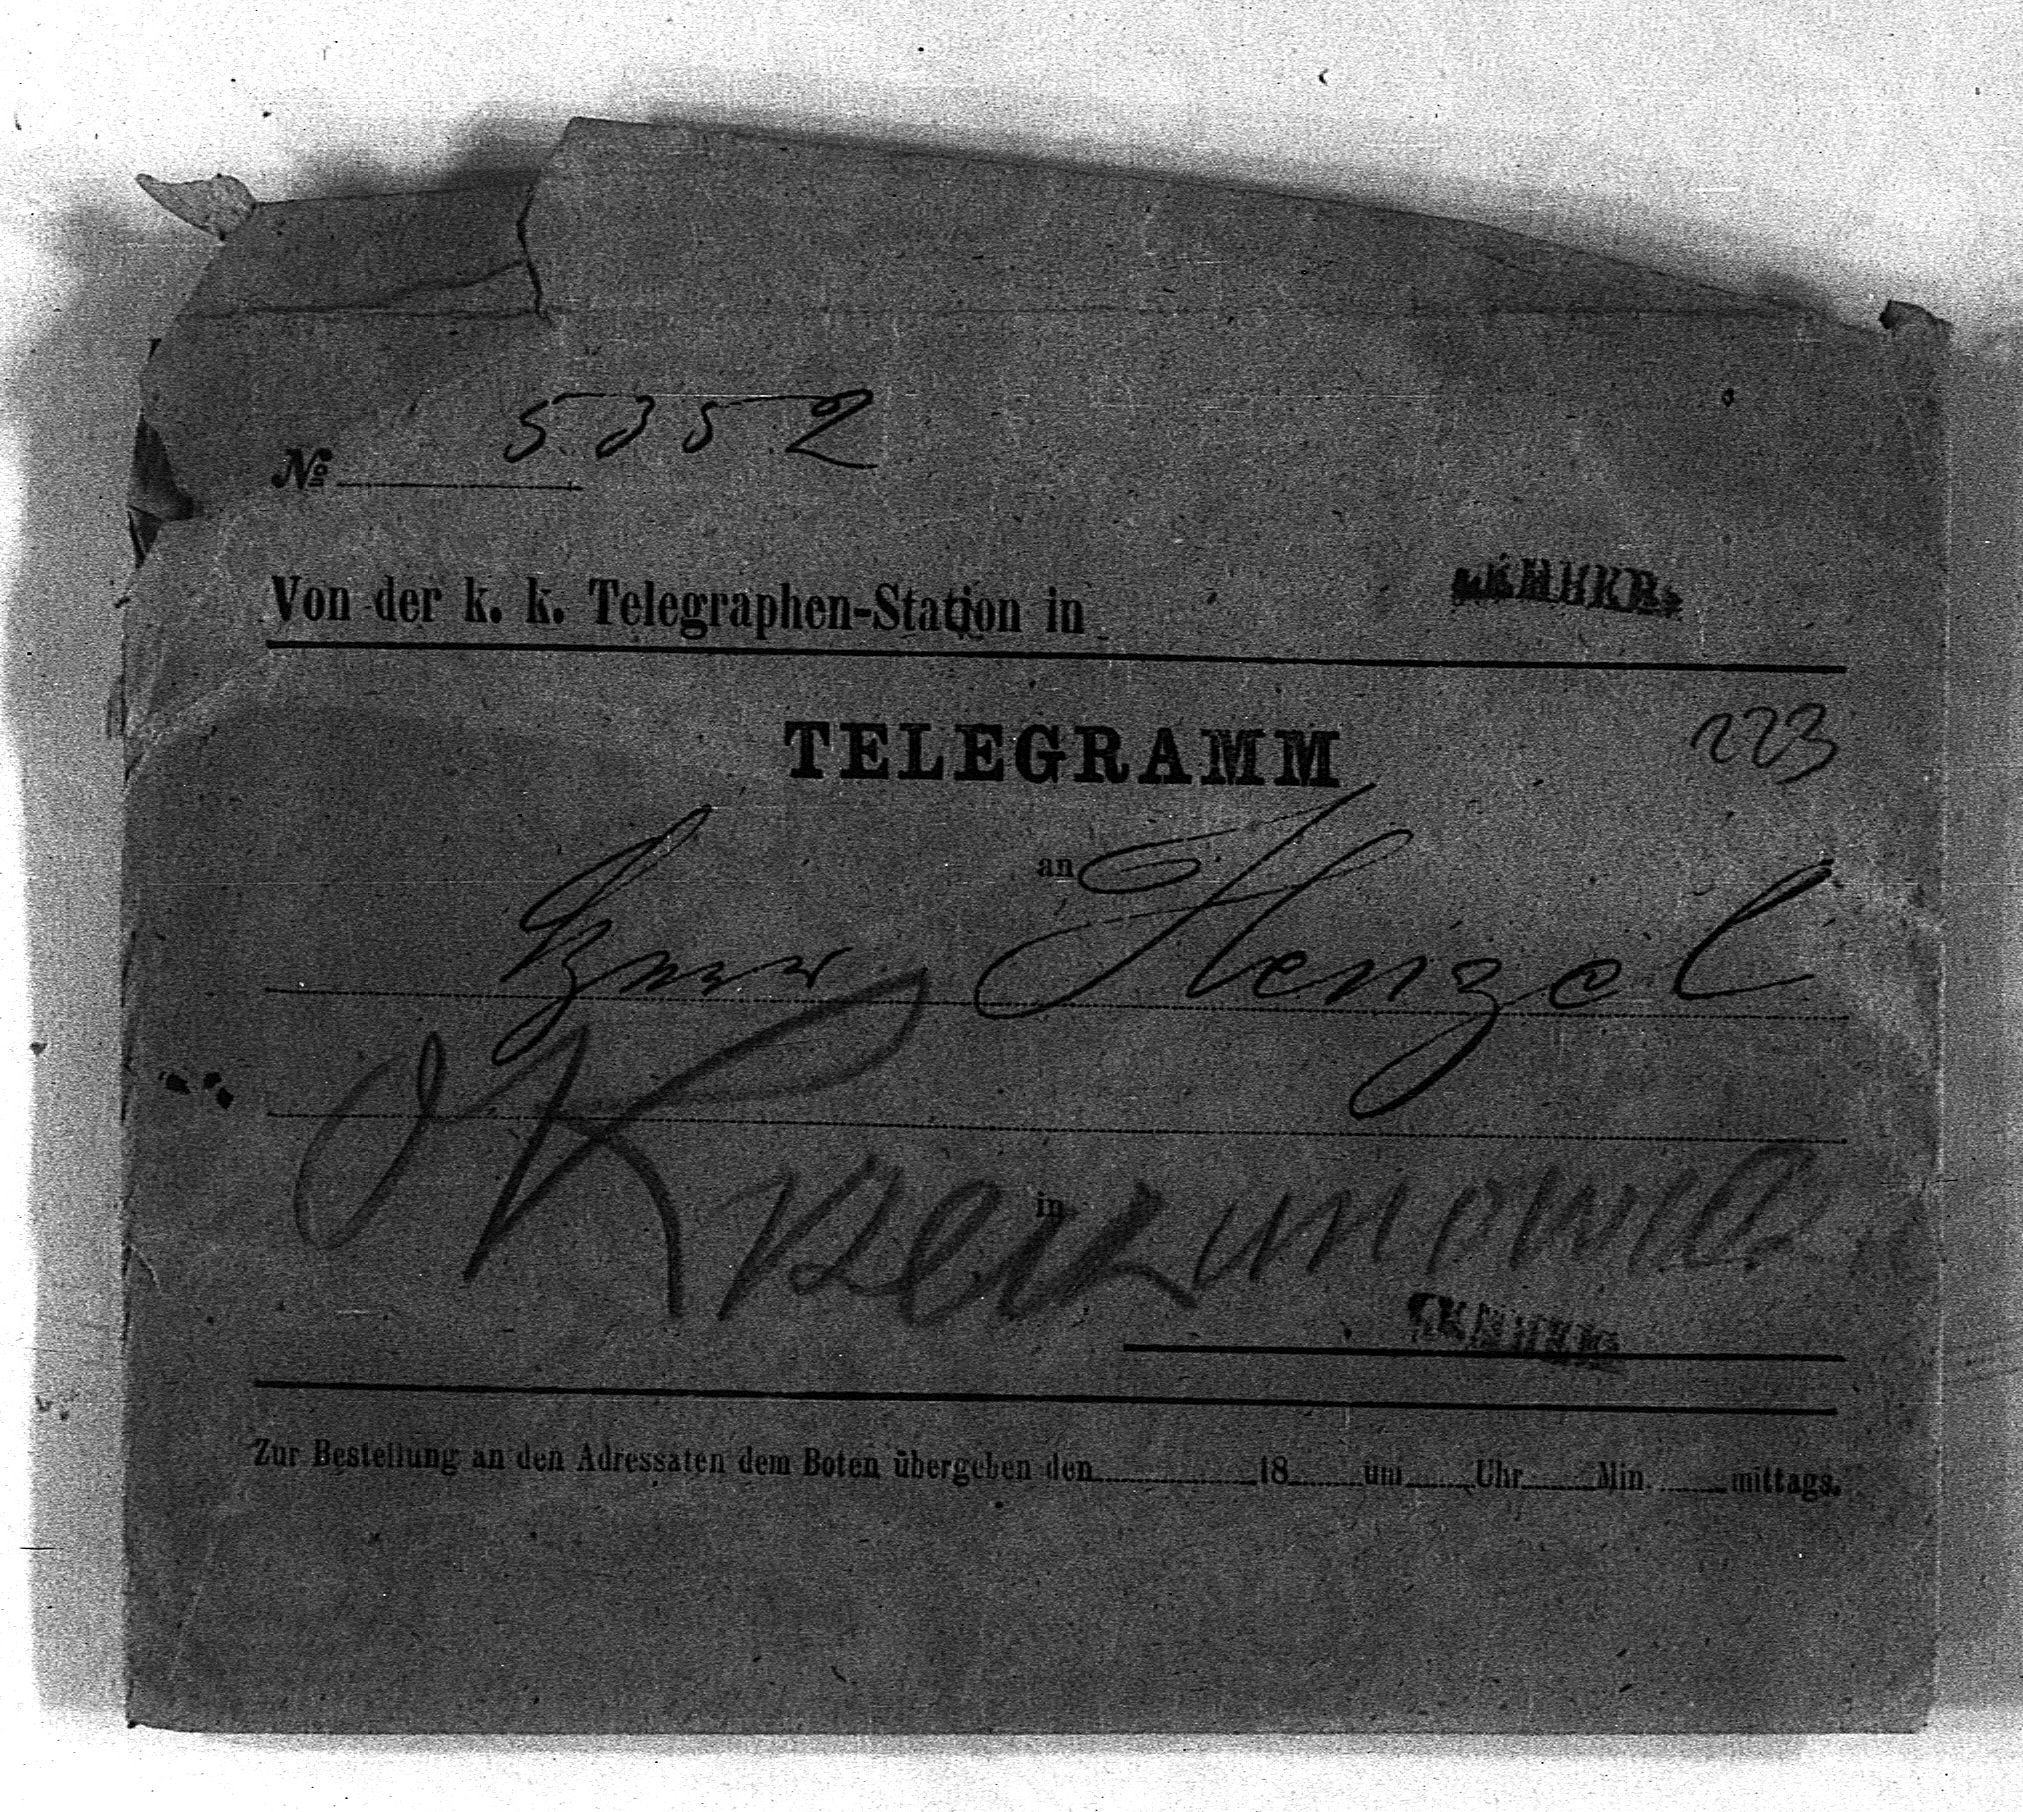 № 5352
Von der k. k. Telegraphen-Station in
TELEGRAMM
223
an
Henzel
in
Zur Bestellung an den Adressaten dem Boten übergeben den 18 um Uhr Min. mittags.